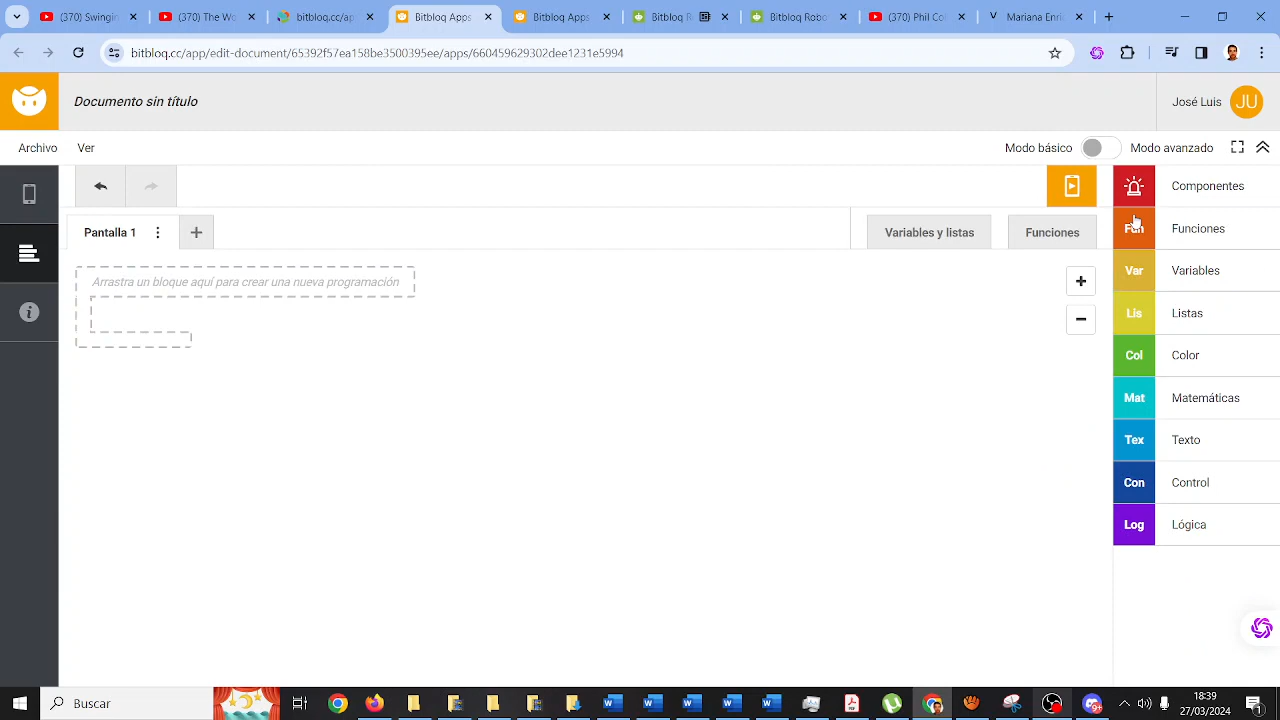 (370) Swing
(370) The Wo
bitbloq.cc/ap
Bitbloq Apps
Bitbloq Apps
Bitbloq R
Bitbloq Robo
(370) Phil Co
Mariana Enri
bitbloq.cc/app/edit-document/65392f57ea158be3500395ee/apps/660459629302dee1231e5994
Documento sin título
José Luis
JU
Archivo
Ver
Modo básico
Modo avanzado
Componentes
Pantalla 1
Variables y listas
Funciones
Fun
Funciones
Arrastra un bloque aquí para crear una nueva programación
Var
Variables
Lis
Listas
Col
Color
Mat
Matemáticas
Tex
Texto
Con
Control
Log
Lógica
Buscar
18:39
27/03/2024